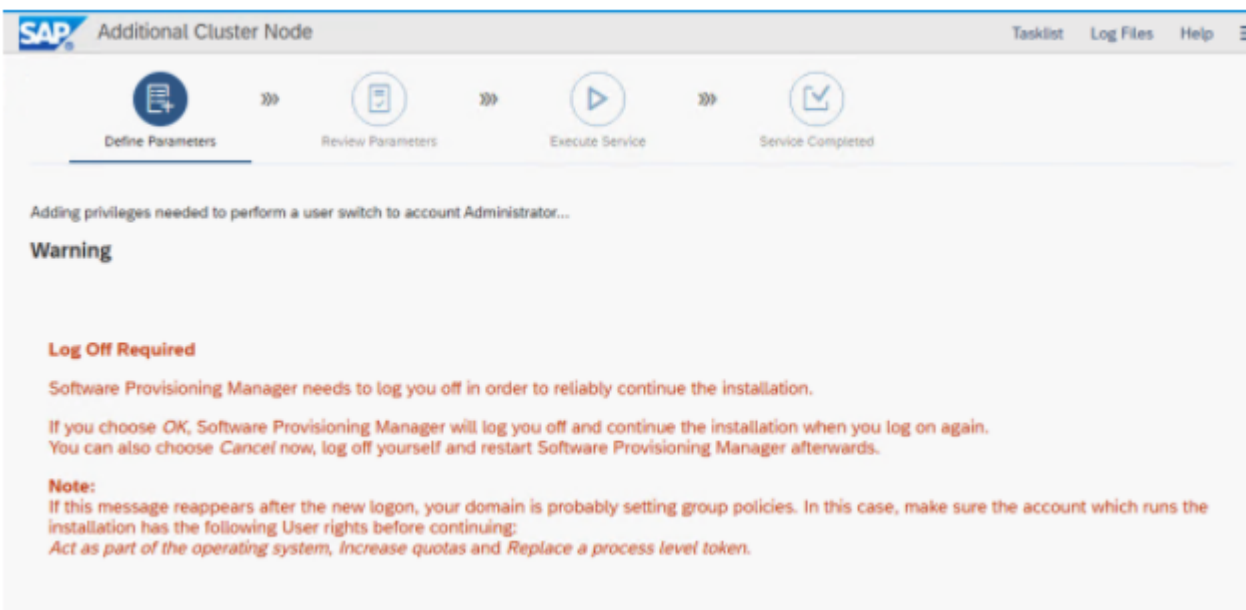 SAP Additional Cluster Node Tasklist Log Files Help
Define Parameters Review Parameters Execute Service Service Completed
Adding privileges needed to perform a user switch to account Administrator...
Warning
Log Off Required
Software Provisioning Manager needs to log you off in order to reliably continue the installation.
If you choose OK, Software Provisioning Manager will log you off and continue the installation when you log on again.
You can also choose Cancel now, log off yourself and restart Software Provisioning Manager afterwards.
Note:
If this message reappears after the new logon, your domain is probably setting group policies. In this case, make sure the account which runs the
installation has the following User rights before continuing:
Act as part of the operating system, Increase quotas and Replace a process level token.